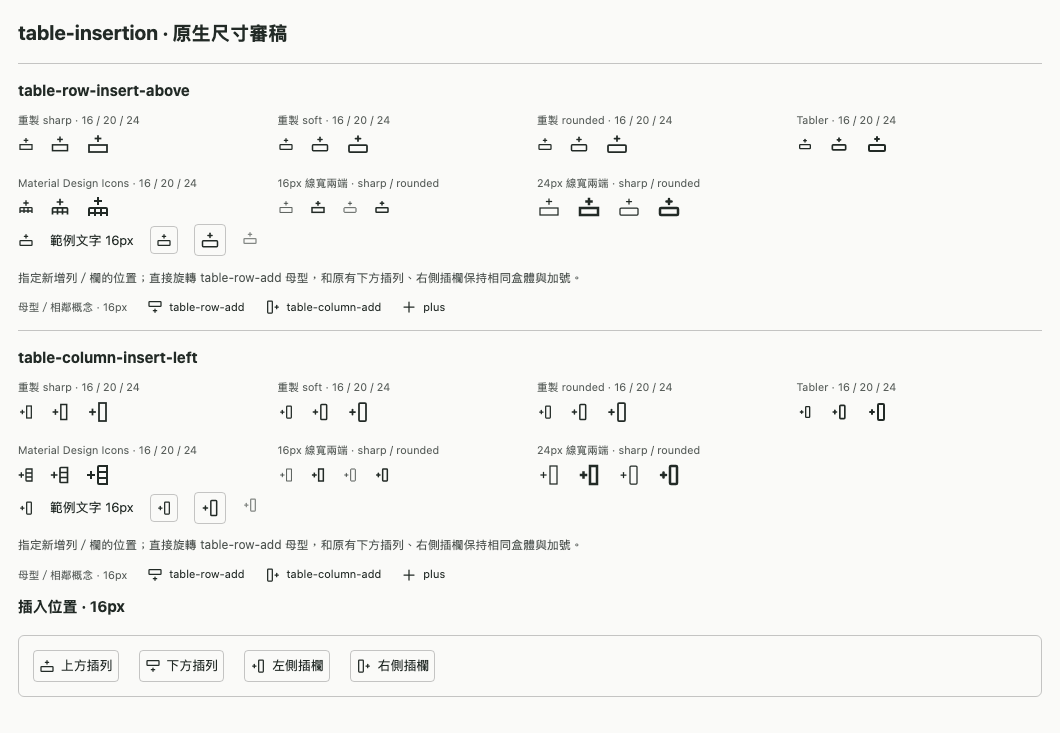 table-insertion · 原生尺寸審稿
table-row-insert-above
重製 sharp · 16 / 20 / 24
重製 soft · 16 / 20 / 24
重製 rounded · 16 / 20 / 24
Tabler · 16 / 20 / 24
Material Design Icons · 16 / 20 / 24
16px 線寬兩端 · sharp / rounded
24px 線寬兩端 · sharp / rounded
範例文字 16px
指定新增列 / 欄的位置；直接旋轉 table-row-add 母型，和原有下方插列、右側插欄保持相同盒體與加號。
母型 / 相鄰概念 · 16px table-row-add table-column-add plus
table-column-insert-left
重製 sharp · 16 / 20 / 24
重製 soft · 16 / 20 / 24
重製 rounded · 16 / 20 / 24
Tabler · 16 / 20 / 24
Material Design Icons · 16 / 20 / 24
16px 線寬兩端 · sharp / rounded
24px 線寬兩端 · sharp / rounded
範例文字 16px
指定新增列 / 欄的位置；直接旋轉 table-row-add 母型，和原有下方插列、右側插欄保持相同盒體與加號。
母型 / 相鄰概念 · 16px table-row-add table-column-add plus
插入位置 · 16px
上方插列 下方插列 左側插欄 右側插欄